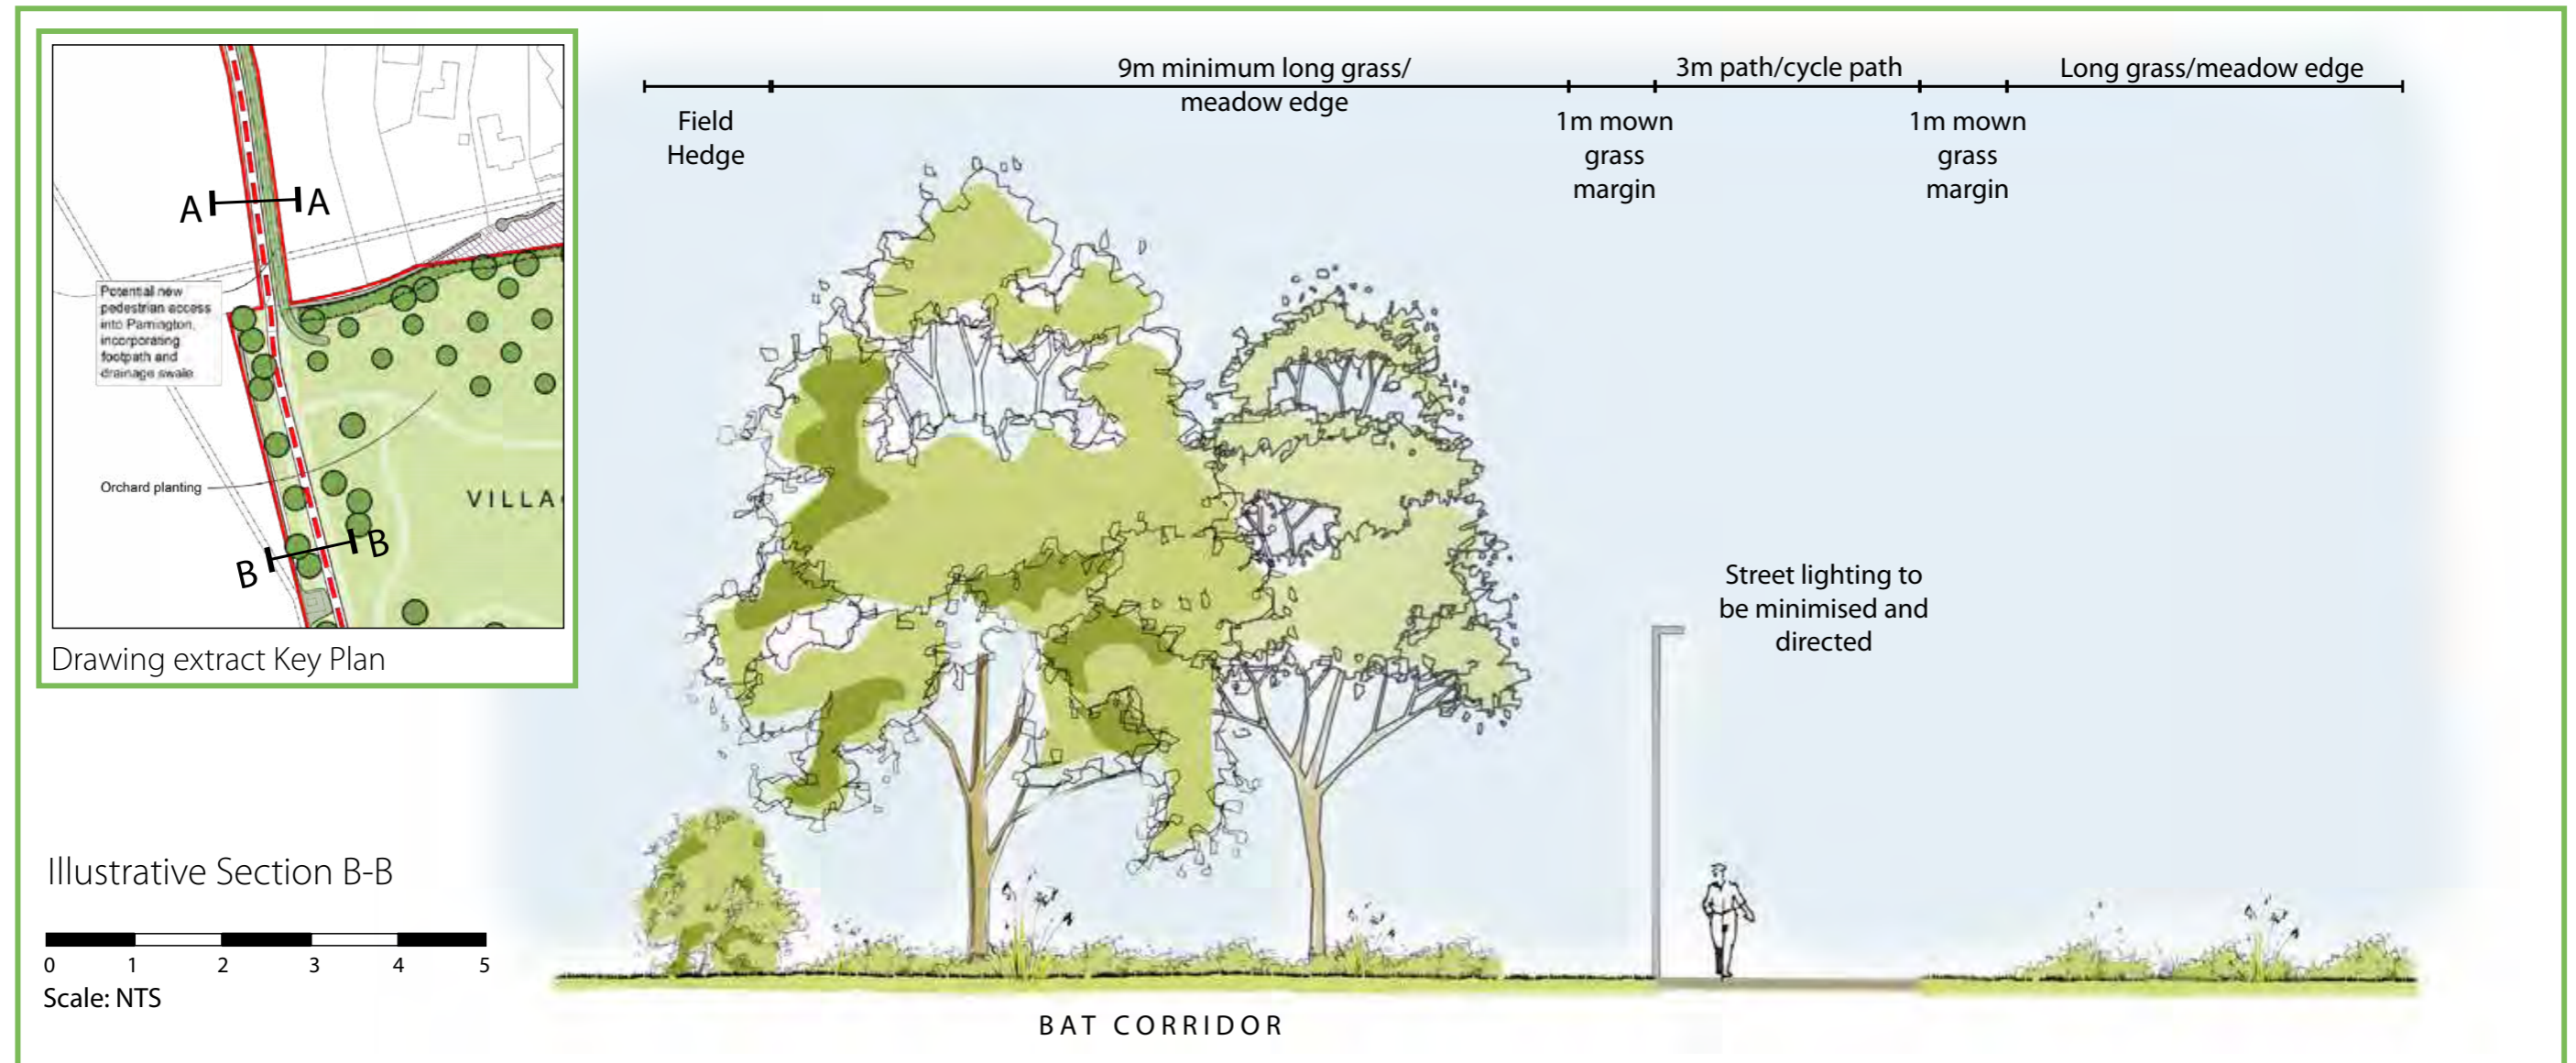 A
A
Potential new
pedestrian access
into Pamington,
incorporating
footpath and
drainage swale
Orchard planting
VILLA
B
B
Drawing extract Key Plan
Illustrative Section B-B
0 1 2 3 4 5
Scale: NTS
9m minimum long grass/
meadow edge
3m path/cycle path
Long grass/meadow edge
Field
Hedge
1m mown
grass
margin
1m mown
grass
margin
Street lighting to
be minimised and
directed
BAT CORRIDOR